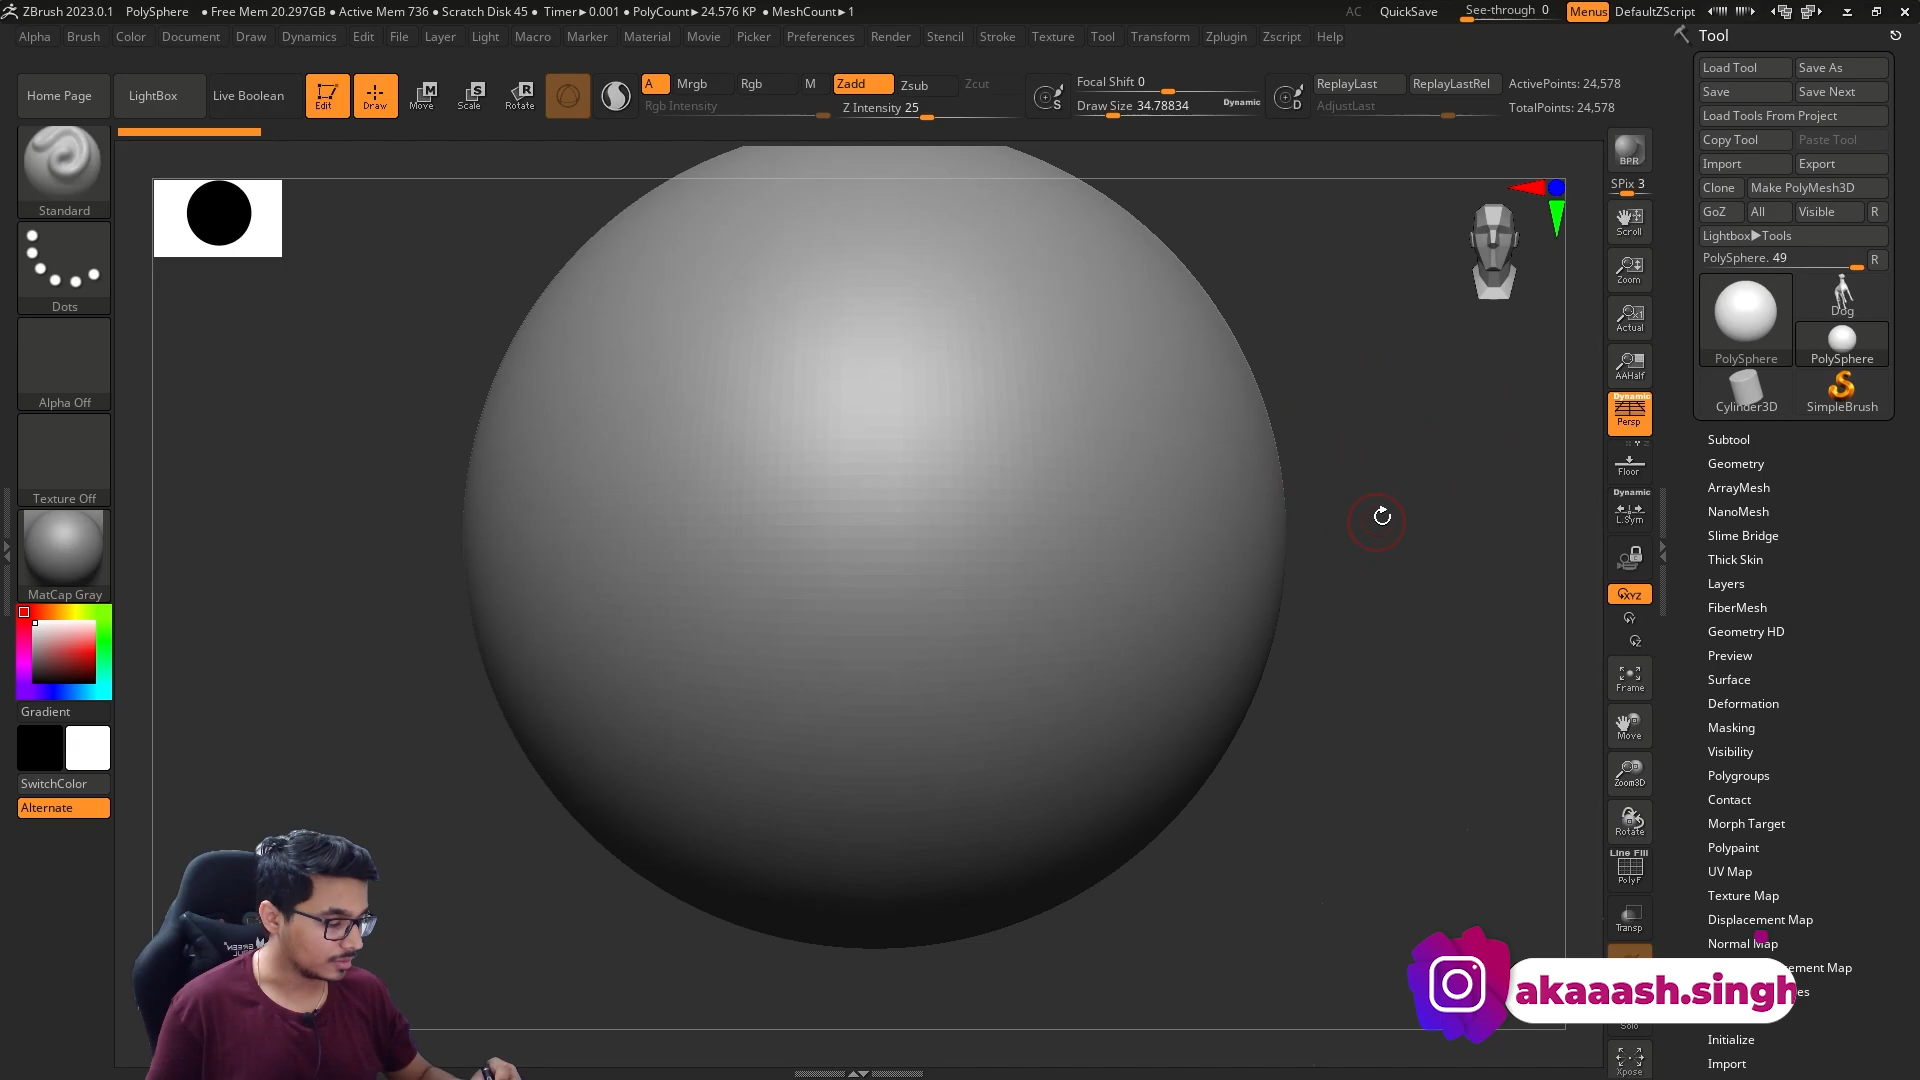 ZBrush 2023.0.1 PolySphere ● Free Mem 20.297GB ● Active Mem 736 ● Scratch Disk 45 ● Timer►0.001 ● PolyCount►24.576 KP ● MeshCount►1 AC QuickSave See-through 0 Menus DefaultZScript
Alpha Brush Color Document Draw Dynamics Edit File Layer Light Macro Marker Material Movie Picker Preferences Render Stencil Stroke Texture Tool Transform Zplugin Zscript Help
Home Page LightBox Live Boolean Edit Draw Move Scale Rotate
A Mrgb Rgb M Zadd Zsub Zcut
Rgb Intensity Z Intensity 25
Focal Shift 0
Draw Size 34.78834 Dynamic
ReplayLast ReplayLastRel ActivePoints: 24,578
AdjustLast TotalPoints: 24,578
Standard
Dots
Alpha Off
Texture Off
MatCap Gray
Gradient
SwitchColor
Alternate
BPR
SPix 3
Scroll
Zoom
Actual
AAHalf
Dynamic
Persp
Floor
Dynamic
L.Sym
XYZ
Y
Z
Frame
Move
Zoom3D
Rotate
Line Fill
PolyF
Transp
Solo
Xpose
Tool
Load Tool Save As
Save Save Next
Load Tools From Project
Copy Tool Paste Tool
Import Export
Clone Make PolyMesh3D
GoZ All Visible R
Lightbox►Tools
PolySphere. 49 R
PolySphere Dog
PolySphere
Cylinder3D SimpleBrush
Subtool
Geometry
ArrayMesh
NanoMesh
Slime Bridge
Thick Skin
Layers
FiberMesh
Geometry HD
Preview
Surface
Deformation
Masking
Visibility
Polygroups
Contact
Morph Target
Polypaint
UV Map
Texture Map
Displacement Map
Normal Map
ement Map
es
Initialize
Import
akaaash.singh